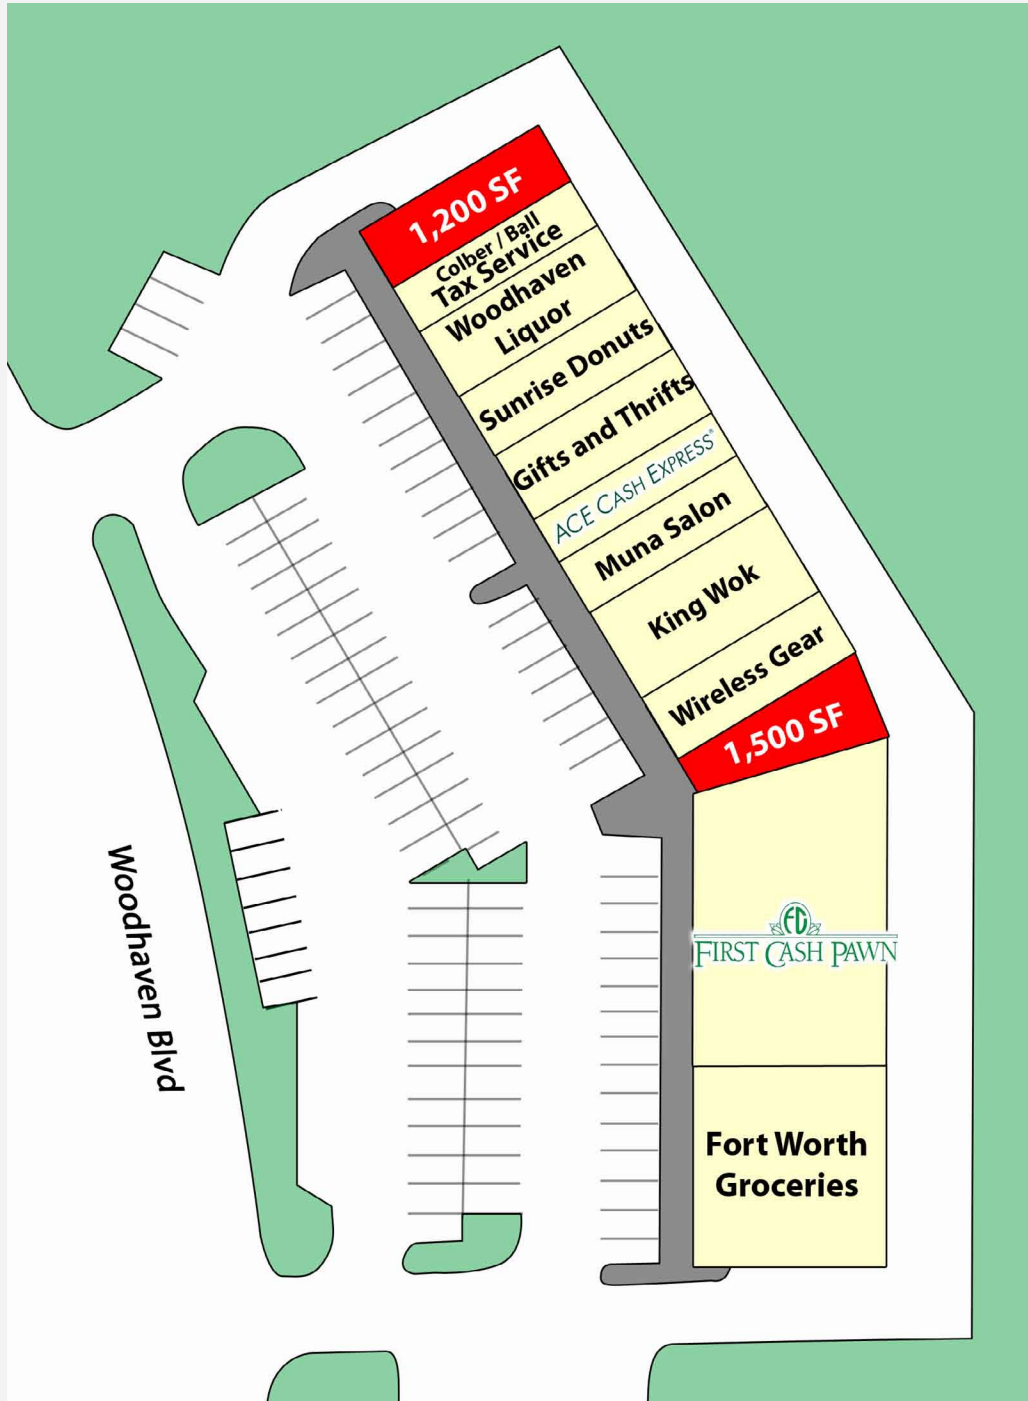 1,200 SF
Colber / Ball
Tax Service
Woodhaven
Liquor
Sunrise Donuts
Gifts and Thrifts
ACE CASH EXPRESS®
Muna Salon
King Wok
Wireless Gear
1,500 SF
FC
FIRST CASH PAWN
Fort Worth
Groceries
Woodhaven Blvd